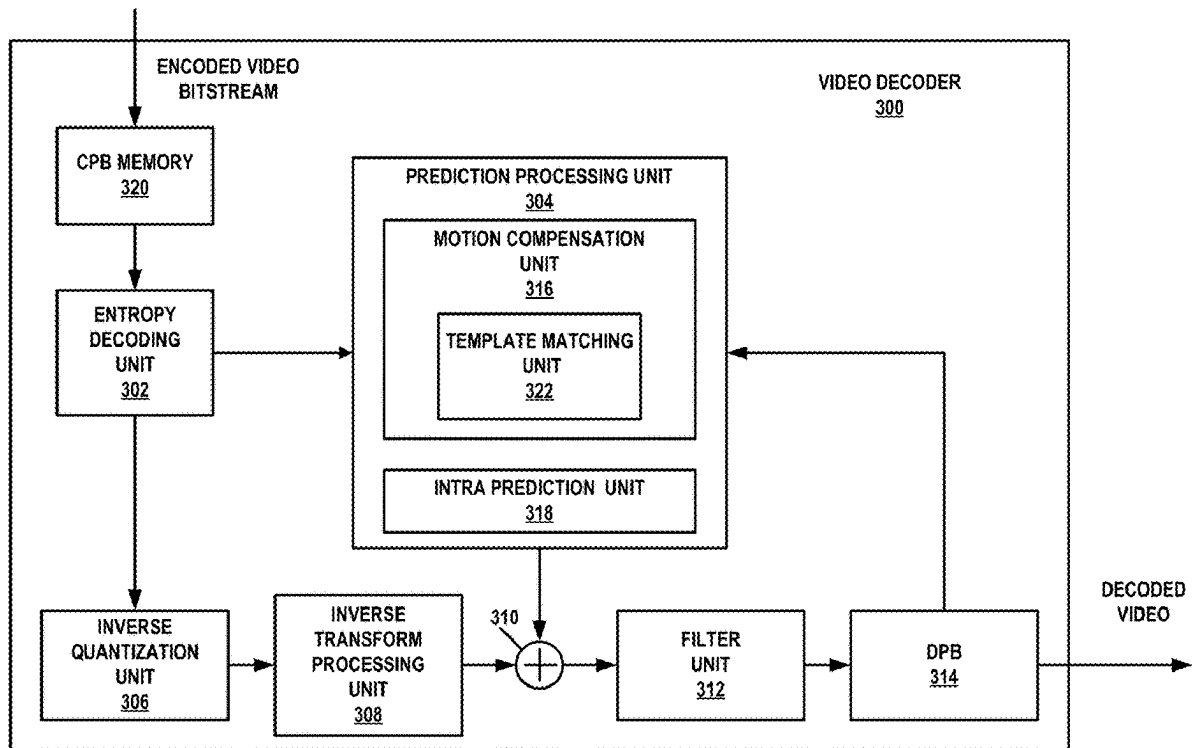 ENCODED VIDEO
BITSTREAM
VIDEO DECODER
300
CPB MEMORY
320
PREDICTION PROCESSING UNIT
304
MOTION COMPENSATION
UNIT
316
TEMPLATE MATCHING
UNIT
322
ENTROPY
DECODING
UNIT
302
INTRA PREDICTION UNIT
318
INVERSE
QUANTIZATION
UNIT
306
INVERSE
TRANSFORM
PROCESSING
UNIT
308
310
FILTER
UNIT
312
DPB
314
DECODED
VIDEO